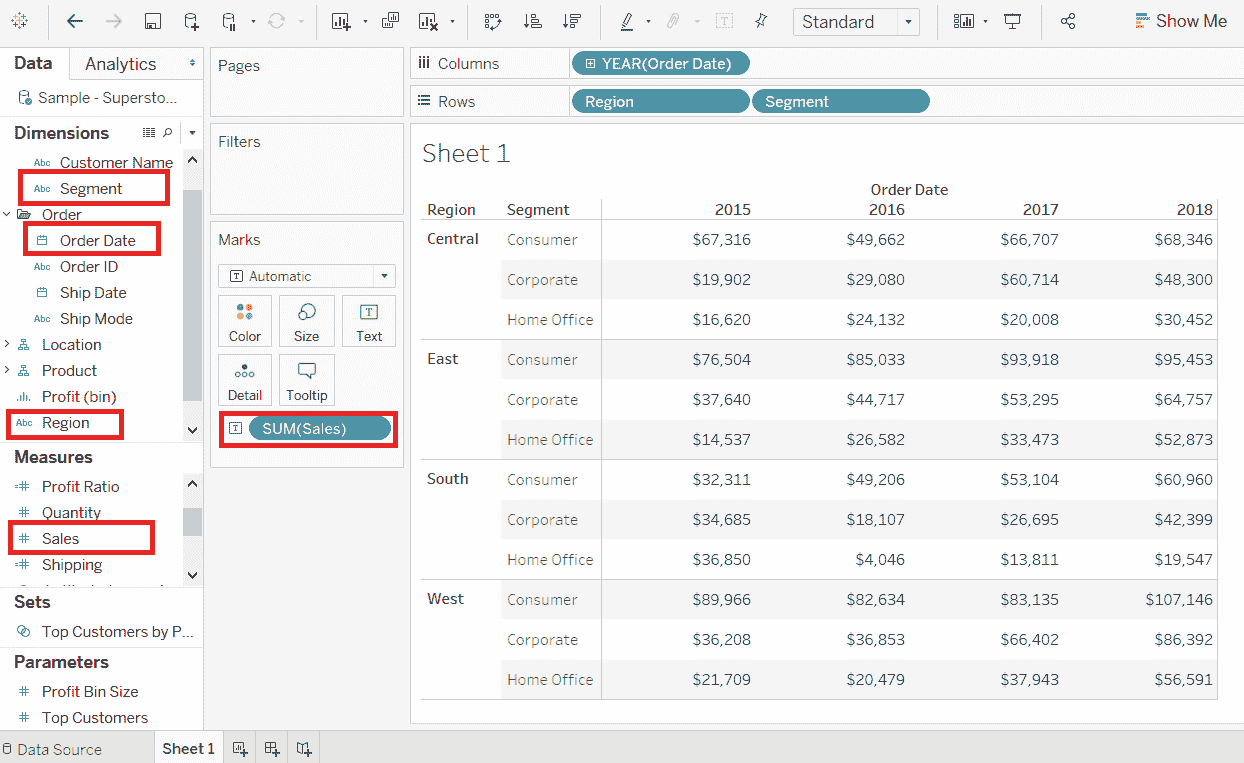 Standard
Show Me
Data
Analytics
Sample - Supersto...
Dimensions
Abc Customer Name
Abc Segment
Order
Order Date
Abc Order ID
Ship Date
Abc Ship Mode
Location
Product
Profit (bin)
Abc Region
Measures
Profit Ratio
Quantity
Sales
Shipping
Sets
Top Customers by P...
Parameters
Profit Bin Size
Top Customers
Pages
Filters
Marks
T Automatic
Color Size Text
Detail Tooltip
T SUM(Sales)
Columns YEAR(Order Date)
Rows Region Segment
Sheet 1
Order Date
Region Segment 2015 2016 2017 2018
Central Consumer $67,316 $49,662 $66,707 $68,346
Corporate $19,902 $29,080 $60,714 $48,300
Home Office $16,620 $24,132 $20,008 $30,452
East Consumer $76,504 $85,033 $93,918 $95,453
Corporate $37,640 $44,717 $53,295 $64,757
Home Office $14,537 $26,582 $33,473 $52,873
South Consumer $32,311 $49,206 $53,104 $60,960
Corporate $34,685 $18,107 $26,695 $42,399
Home Office $36,850 $4,046 $13,811 $19,547
West Consumer $89,966 $82,634 $83,135 $107,146
Corporate $36,208 $36,853 $66,402 $86,392
Home Office $21,709 $20,479 $37,943 $56,591
Data Source Sheet 1